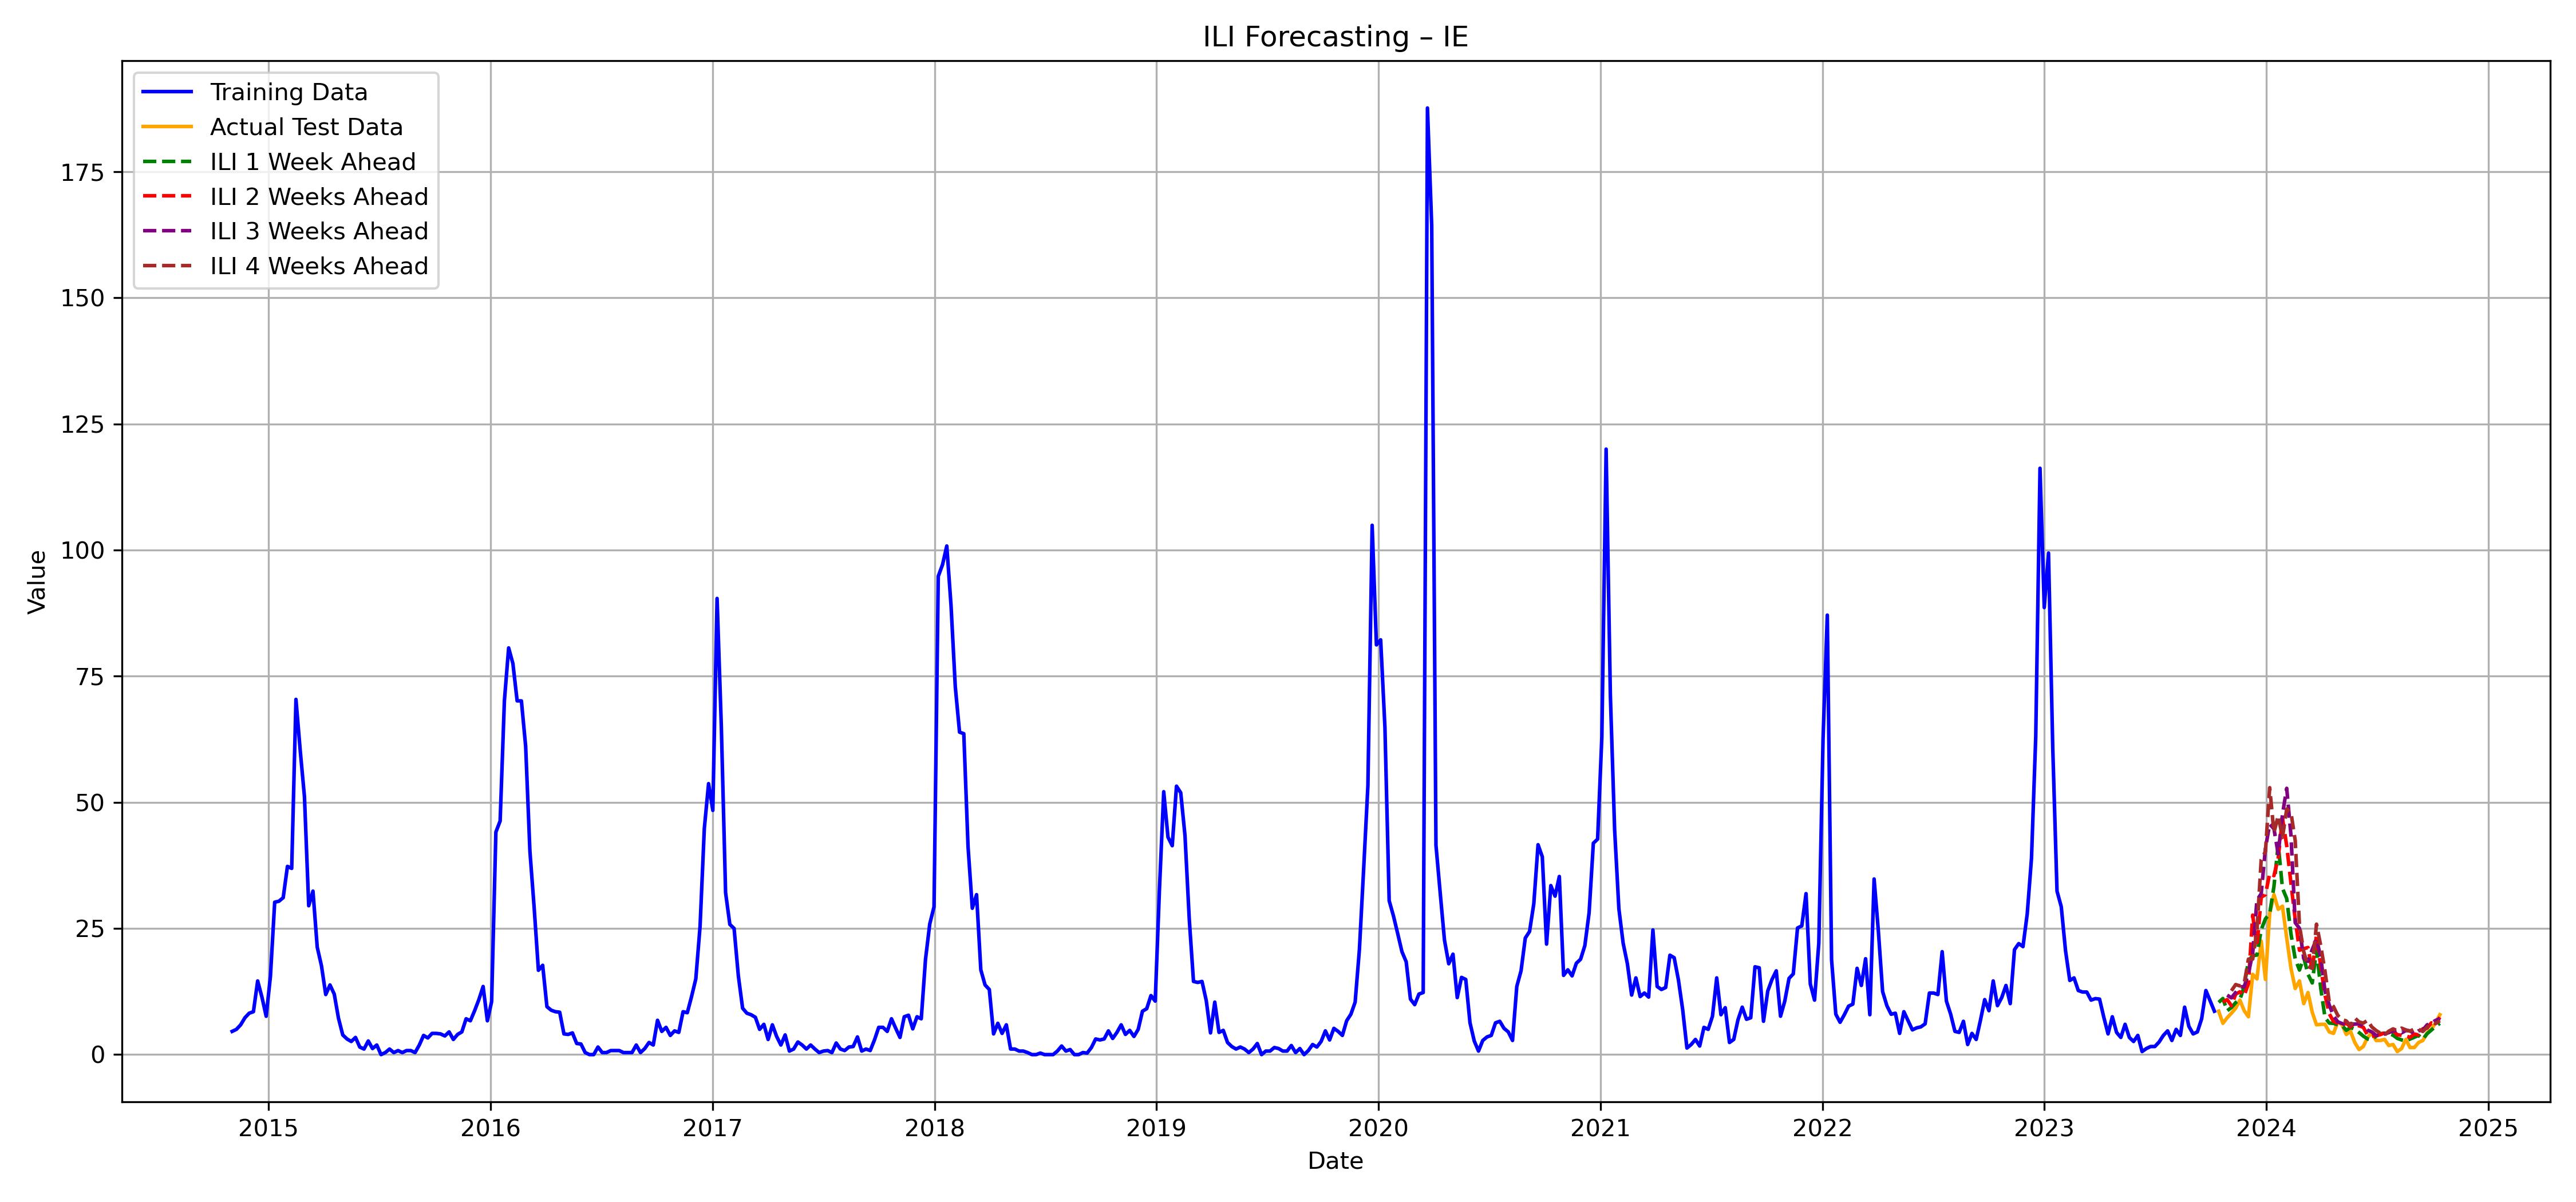 ILI Forecasting – IE
Training Data
Actual Test Data
ILI 1 Week Ahead
ILI 2 Weeks Ahead
ILI 3 Weeks Ahead
ILI 4 Weeks Ahead
175
150
125
100
75
50
25
0
Value
2015 2016 2017 2018 2019 2020 2021 2022 2023 2024 2025
Date